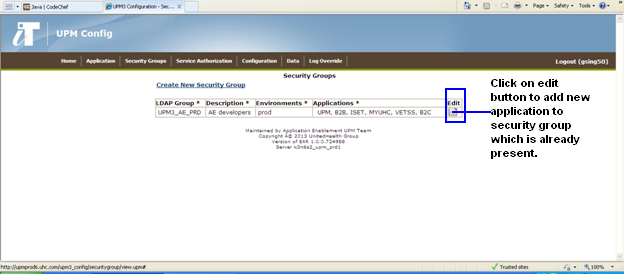 Java | CodeChef
UPM3 Configuration - Sec...
Page
Safety
Tools
iT UPM Config
Home Application Security Groups Service Authorization Configuration Data Log Override Logout (gsing50)
Security Groups
Create New Security Group
LDAP Group * Description * Environments * Applications * Edit
UPM3_AE_PRD AE developers prod UPM, B2B, ISET, MYUHC, VETSS, B2C
Click on edit
button to add new
application to
security group
which is already
present.
Maintained by Application Enablement UPM Team
Copyright Â© 2013 UnitedHealth Group
Version of EAR 1.0.0.724988
http://upmprod6.uhc.com/upm3_config/securitygroup/view.upm#
Trusted sites
100%